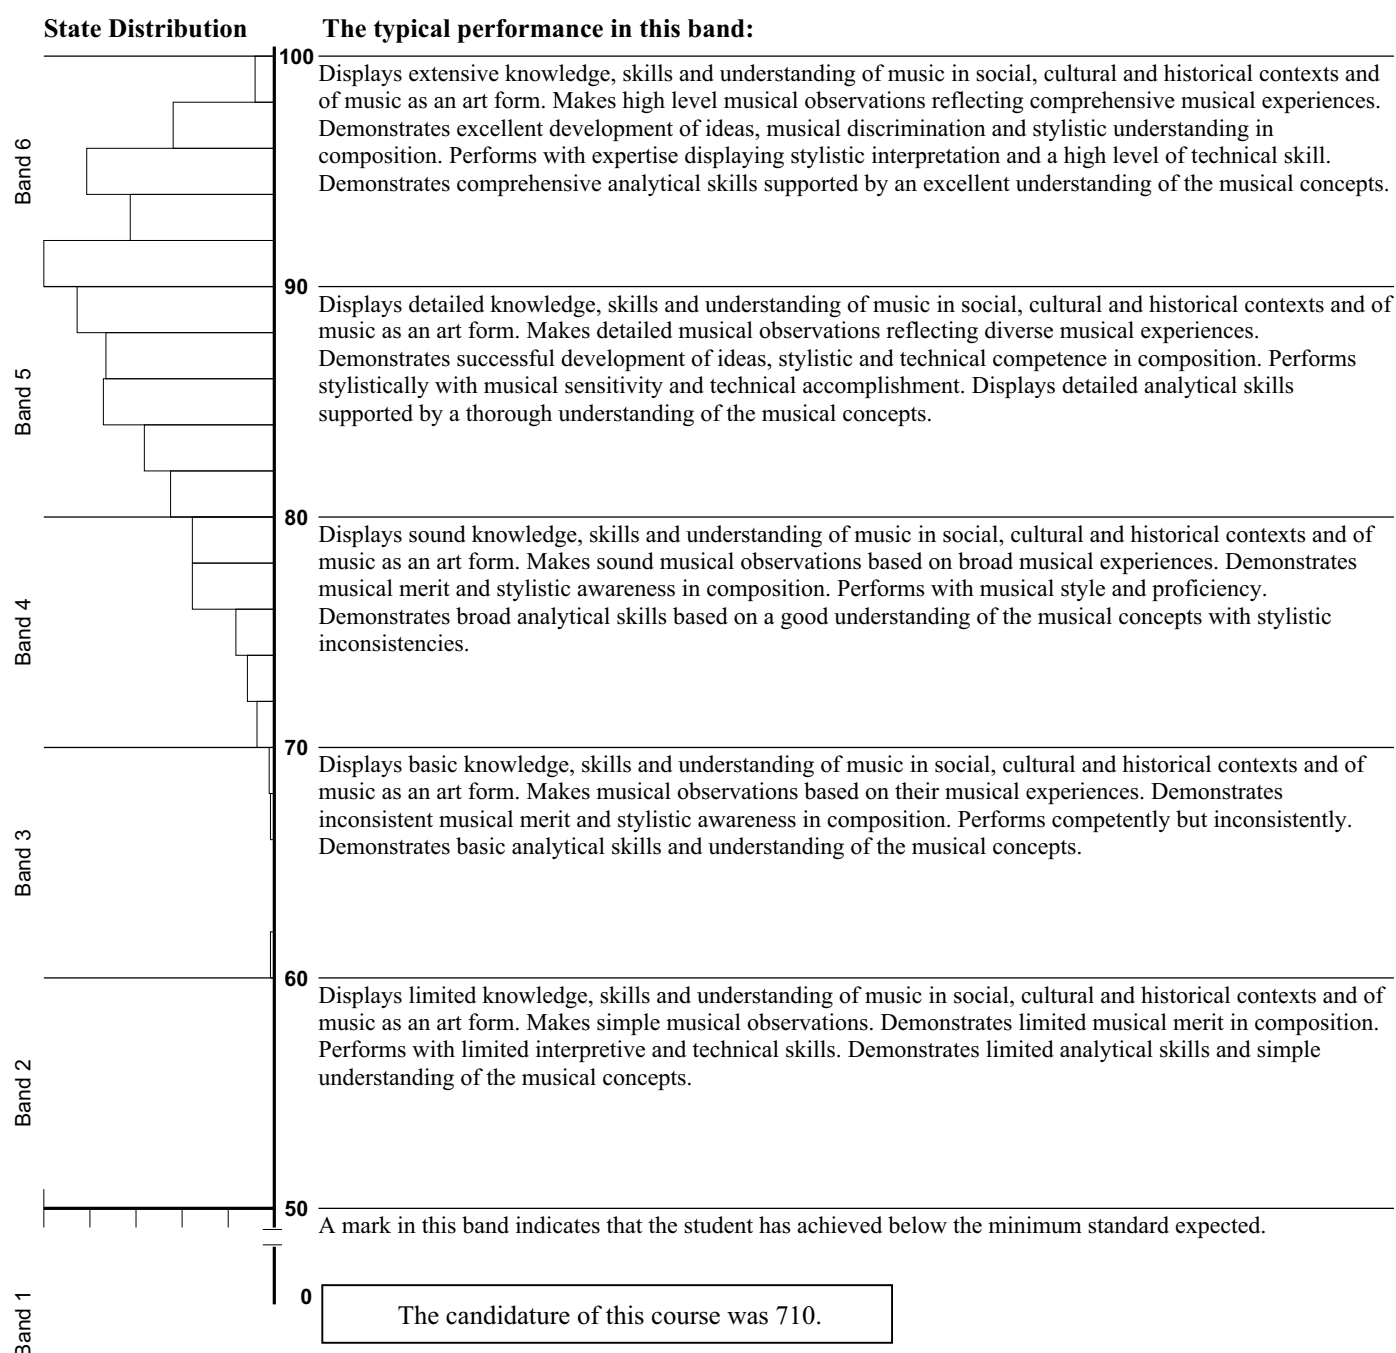 State Distribution
The typical performance in this band:
100
Displays extensive knowledge, skills and understanding of music in social, cultural and historical contexts and
of music as an art form. Makes high level musical observations reflecting comprehensive musical experiences.
Demonstrates excellent development of ideas, musical discrimination and stylistic understanding in
composition. Performs with expertise displaying stylistic interpretation and a high level of technical skill.
Demonstrates comprehensive analytical skills supported by an excellent understanding of the musical concepts.
Band 6
90
Displays detailed knowledge, skills and understanding of music in social, cultural and historical contexts and of
music as an art form. Makes detailed musical observations reflecting diverse musical experiences.
Demonstrates successful development of ideas, stylistic and technical competence in composition. Performs
stylistically with musical sensitivity and technical accomplishment. Displays detailed analytical skills
supported by a thorough understanding of the musical concepts.
Band 5
80
Displays sound knowledge, skills and understanding of music in social, cultural and historical contexts and of
music as an art form. Makes sound musical observations based on broad musical experiences. Demonstrates
musical merit and stylistic awareness in composition. Performs with musical style and proficiency.
Demonstrates broad analytical skills based on a good understanding of the musical concepts with stylistic
inconsistencies.
Band 4
70
Displays basic knowledge, skills and understanding of music in social, cultural and historical contexts and of
music as an art form. Makes musical observations based on their musical experiences. Demonstrates
inconsistent musical merit and stylistic awareness in composition. Performs competently but inconsistently.
Demonstrates basic analytical skills and understanding of the musical concepts.
Band 3
60
Displays limited knowledge, skills and understanding of music in social, cultural and historical contexts and of
music as an art form. Makes simple musical observations. Demonstrates limited musical merit in composition.
Performs with limited interpretive and technical skills. Demonstrates limited analytical skills and simple
understanding of the musical concepts.
Band 2
50
A mark in this band indicates that the student has achieved below the minimum standard expected.
0
Band 1
The candidature of this course was 710.